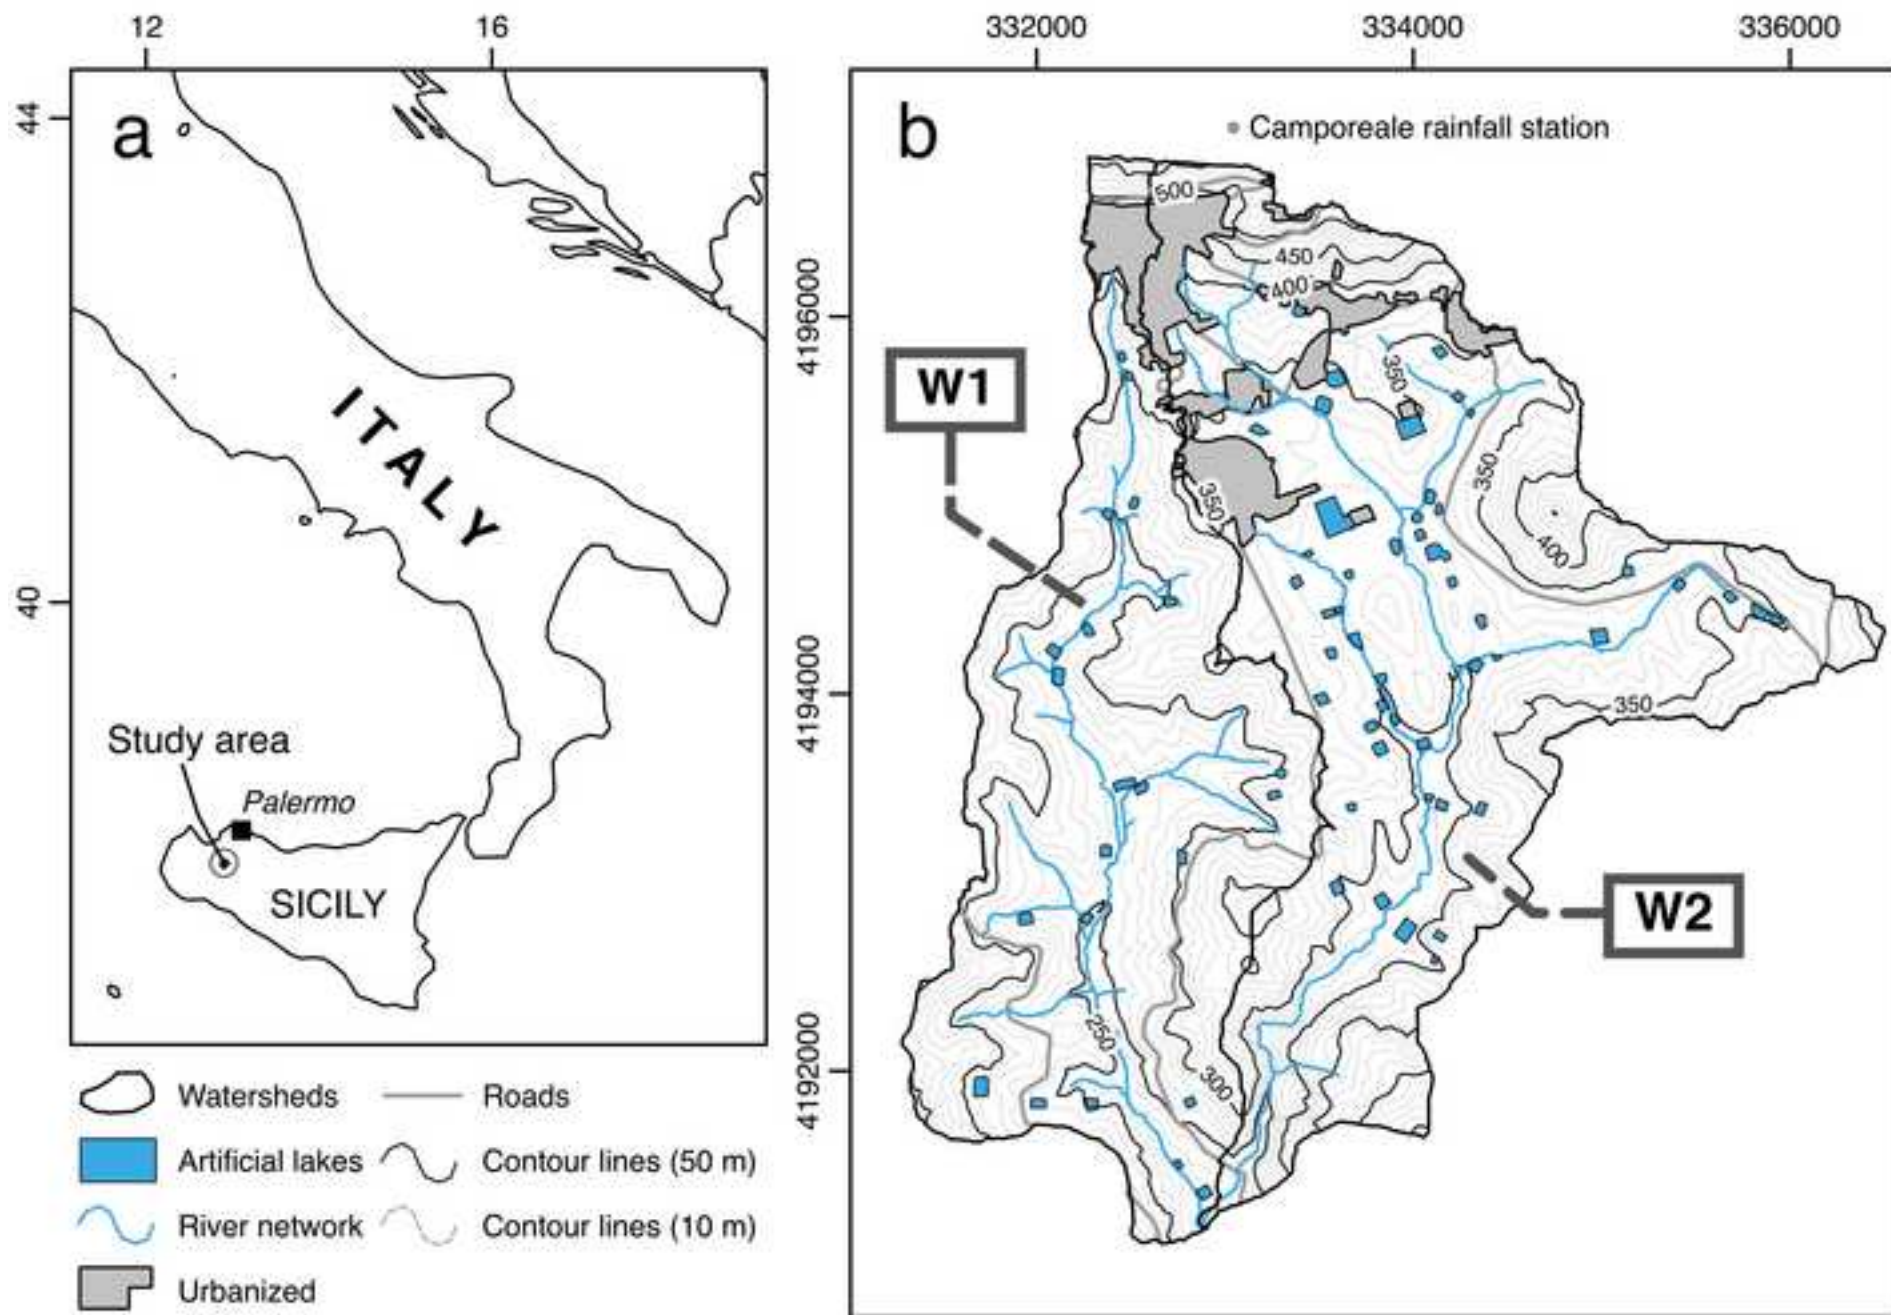 12
16
44
40
a
ITALY
Study area
Palermo
SICILY
332000
334000
336000
4196000
4194000
4192000
b
Camporeale rainfall station
500
450
400
350
350
350
400
350
250
300
W1
W2
Watersheds
Roads
Artificial lakes
Contour lines (50 m)
River network
Contour lines (10 m)
Urbanized